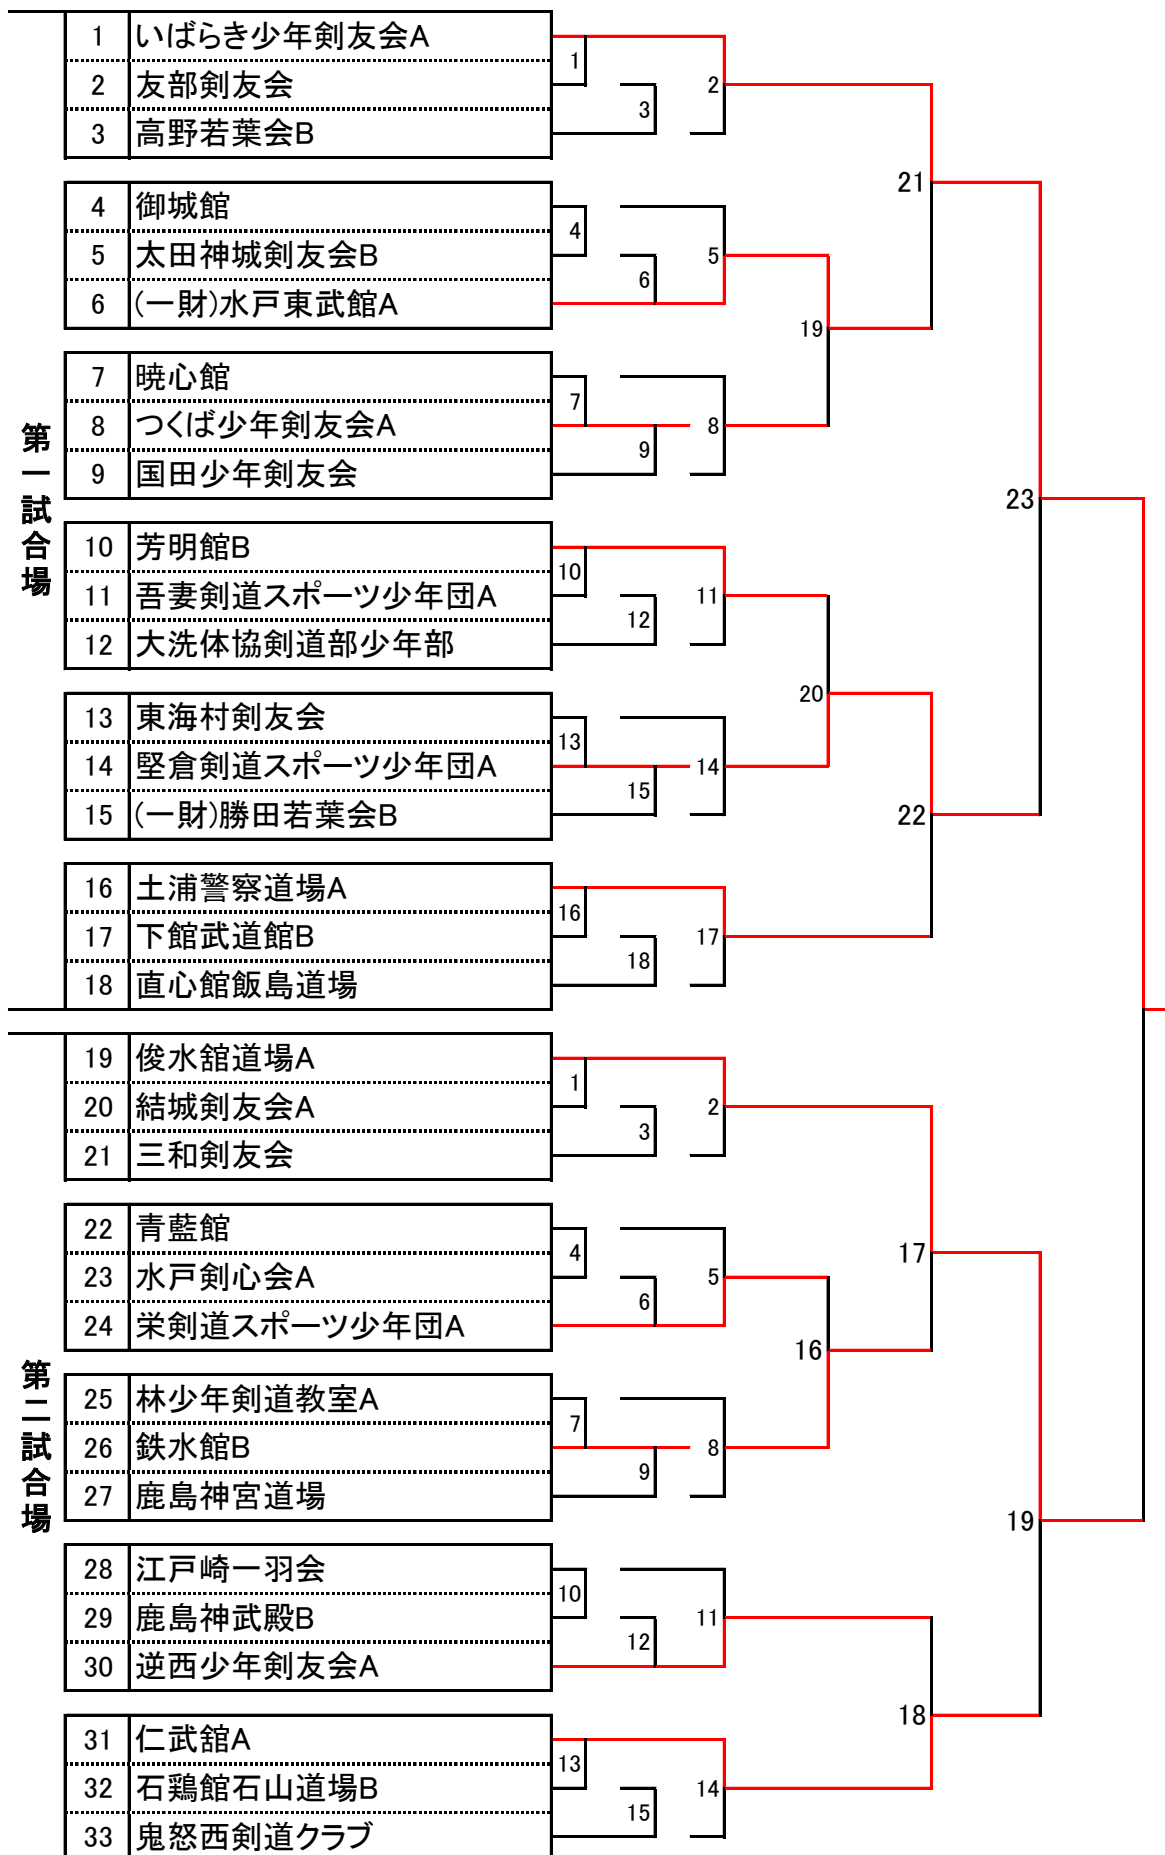 第一試合場
1 いばらき少年剣友会A
2 友部剣友会
3 高野若葉会B
1
3
2
4 御城館
5 太田神城剣友会B
6 (一財)水戸東武館A
4
6
5
7 暁心館
8 つくば少年剣友会A
9 国田少年剣友会
7
9
8
10 芳明館B
11 吾妻剣道スポーツ少年団A
12 大洗体協剣道部少年部
10
12
11
13 東海村剣友会
14 堅倉剣道スポーツ少年団A
15 (一財)勝田若葉会B
13
15
14
16 土浦警察道場A
17 下館武道館B
18 直心館飯島道場
16
18
17
19
20
21
22
23
第二試合場
19 俊水舘道場A
20 結城剣友会A
21 三和剣友会
1
3
2
22 青藍館
23 水戸剣心会A
24 栄剣道スポーツ少年団A
4
6
5
25 林少年剣道教室A
26 鉄水館B
27 鹿島神宮道場
7
9
8
28 江戸崎一羽会
29 鹿島神武殿B
30 逆西少年剣友会A
10
12
11
31 仁武舘A
32 石鶏館石山道場B
33 鬼怒西剣道クラブ
13
15
14
16
17
18
19